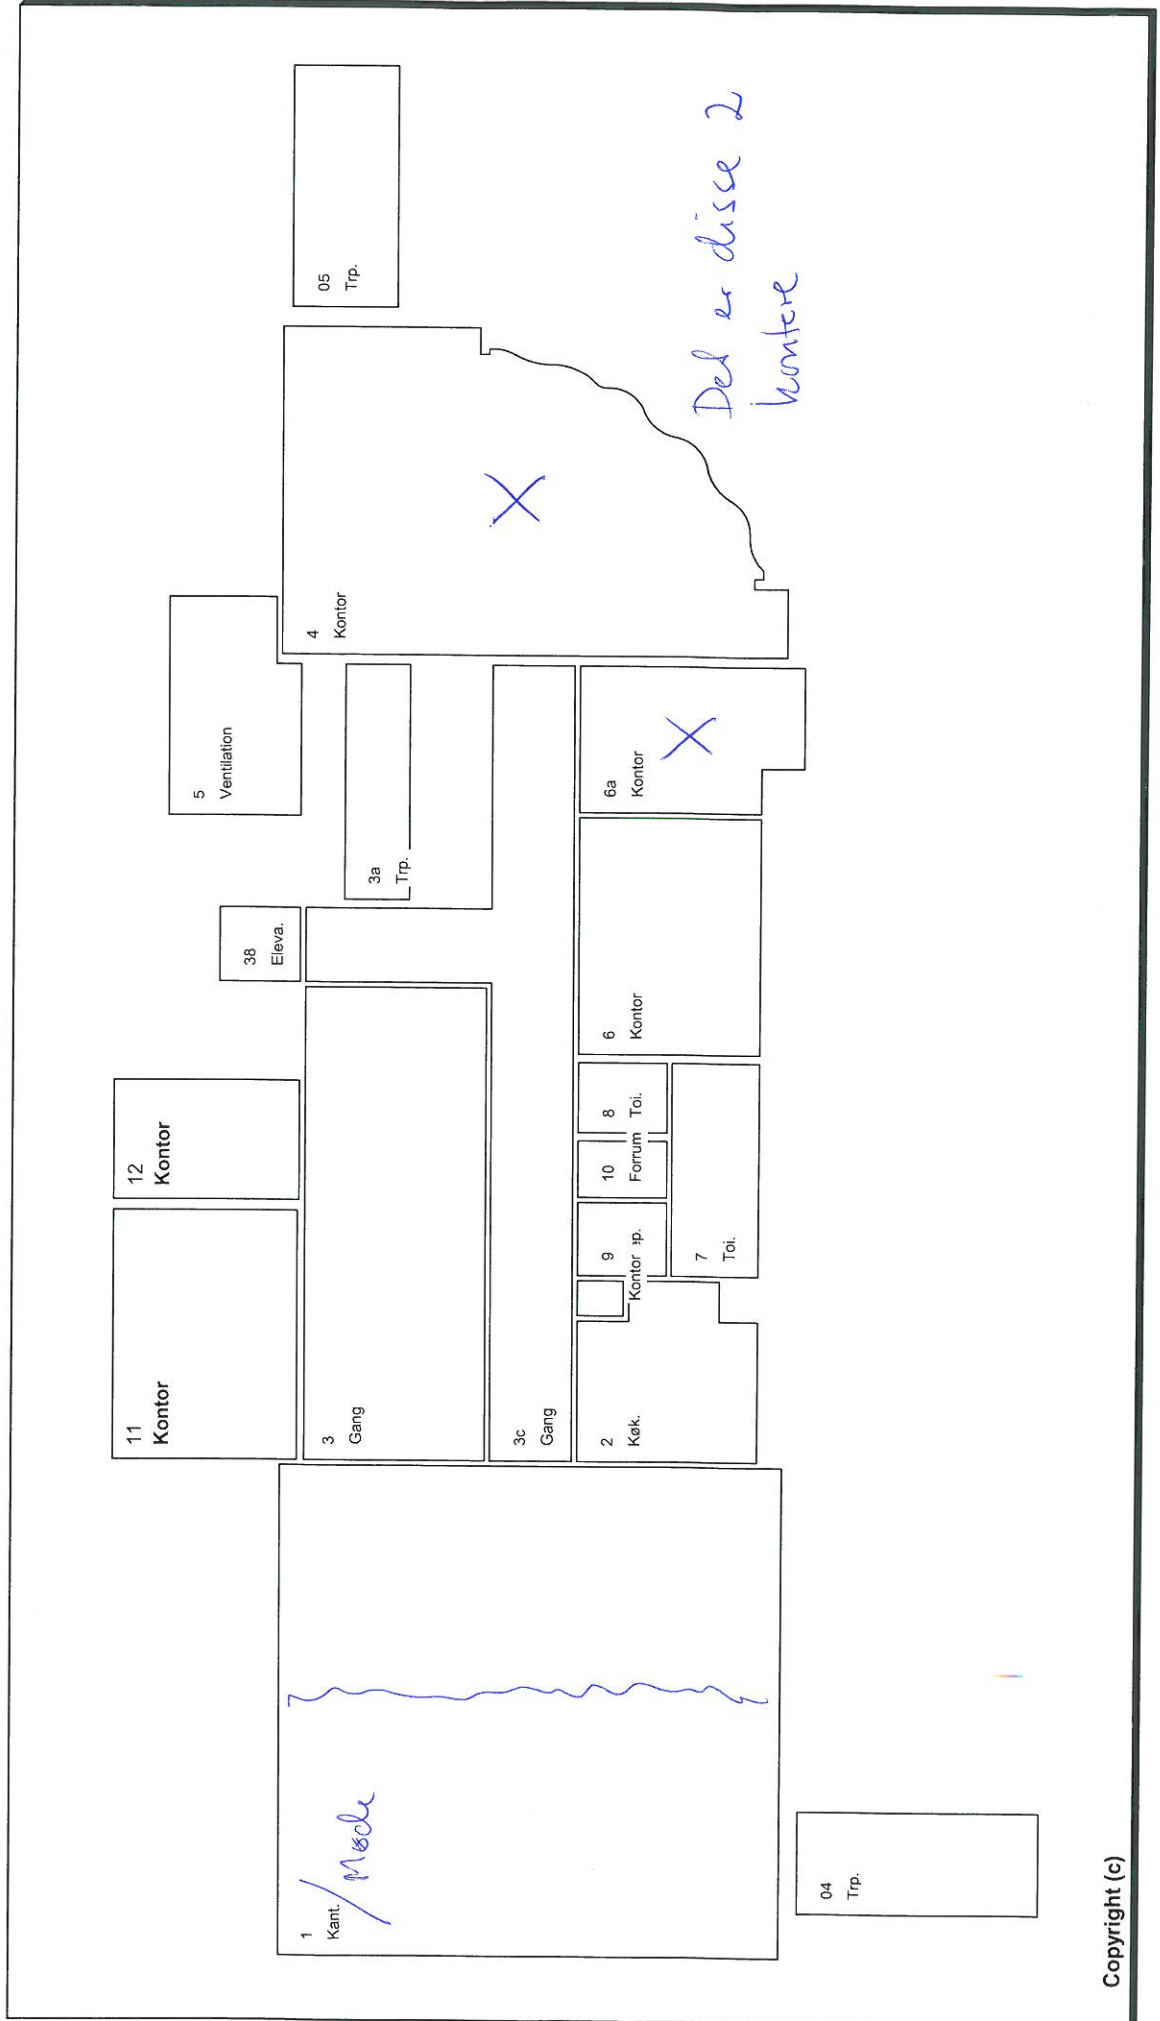 05
Trp.
Det er disse 2
kontere
4
Kontor
5
Ventilation
6a
Kontor
3a
Trp.
38
Eleva.
6
Kontor
12
Kontor
8
Toi.
10
Forrum
9
Kontor
7
Toi.
11
Kontor
3
Gang
3c
Gang
2
Køk.
1
Kant. / Møde
04
Trp.
Copyright (c)